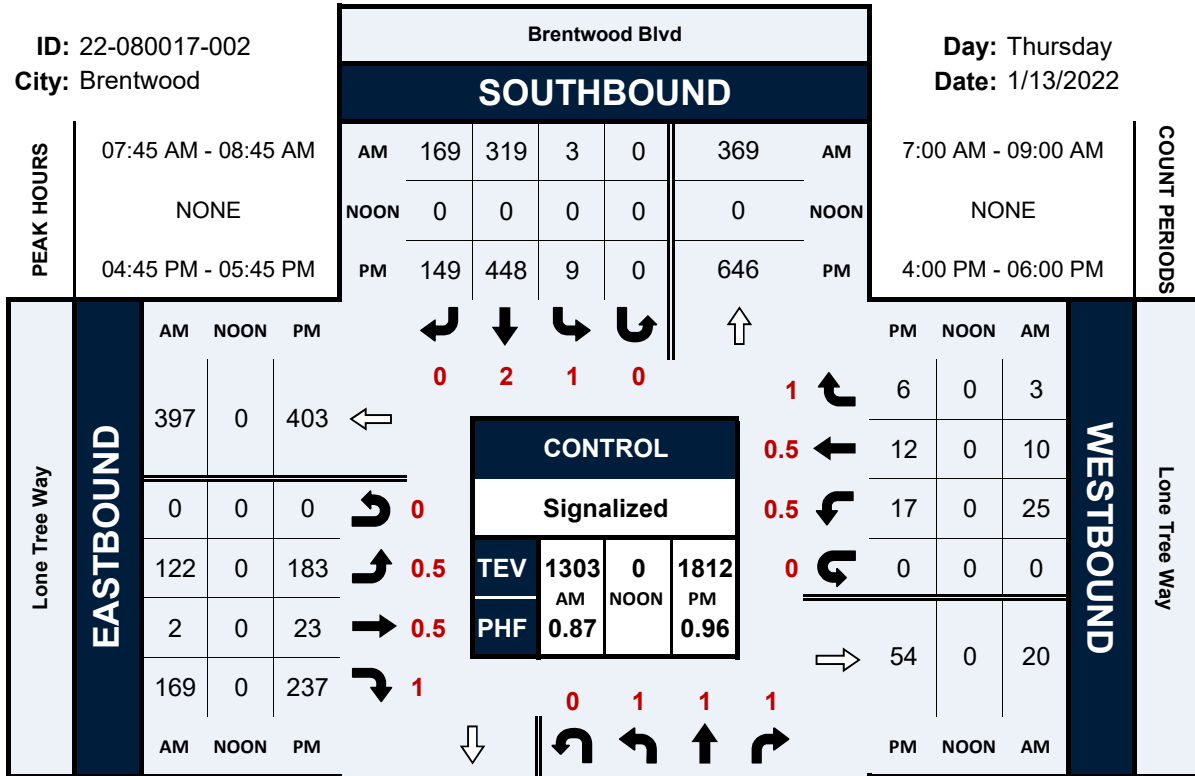 ID: 22-080017-002
City: Brentwood
Brentwood Blvd
SOUTHBOUND
Day: Thursday
Date: 1/13/2022
PEAK HOURS
07:45 AM - 08:45 AM
NONE
04:45 PM - 05:45 PM
AM 169 319 3 0 369 AM
NOON 0 0 0 0 0 NOON
PM 149 448 9 0 646 PM
7:00 AM - 09:00 AM
NONE
4:00 PM - 06:00 PM
COUNT PERIODS
0 2 1 0
Lone Tree Way
EASTBOUND
AM NOON PM
397 0 403
0 0 0 0
122 0 183 0.5
2 0 23 0.5
169 0 237 1
AM NOON PM
CONTROL
Signalized
TEV 1303 0 1812
AM NOON PM
PHF 0.87 0.96
PM NOON AM
1 6 0 3
0.5 12 0 10
0.5 17 0 25
0 0 0 0
54 0 20
PM NOON AM
WESTBOUND
Lone Tree Way
0 1 1 1